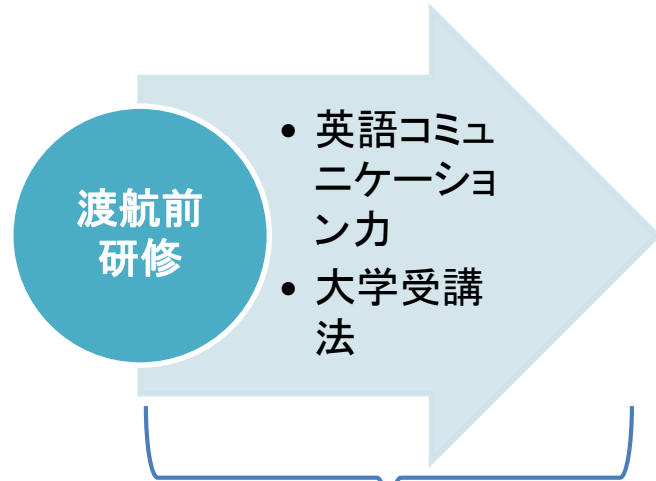 渡航前
研修
• 英語コミュ
ニケーショ
ン力
• 大学受講
法